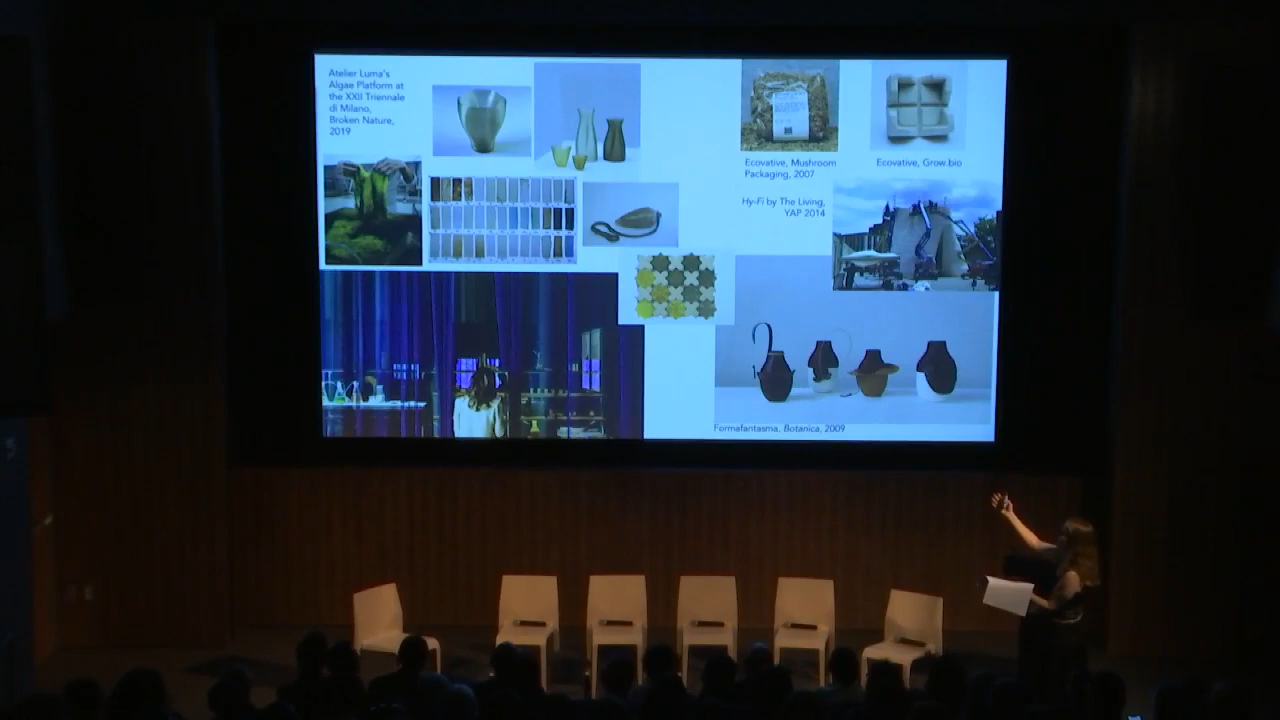 Atelier Luma's
Algae Platform at
the XXII Triennale
di Milano,
Broken Nature,
2019
Ecovative, Mushroom
Packaging, 2007
Ecovative, Grow.bio
Hy-Fi by The Living,
YAP 2014
Formafantasma, Botanica, 2009